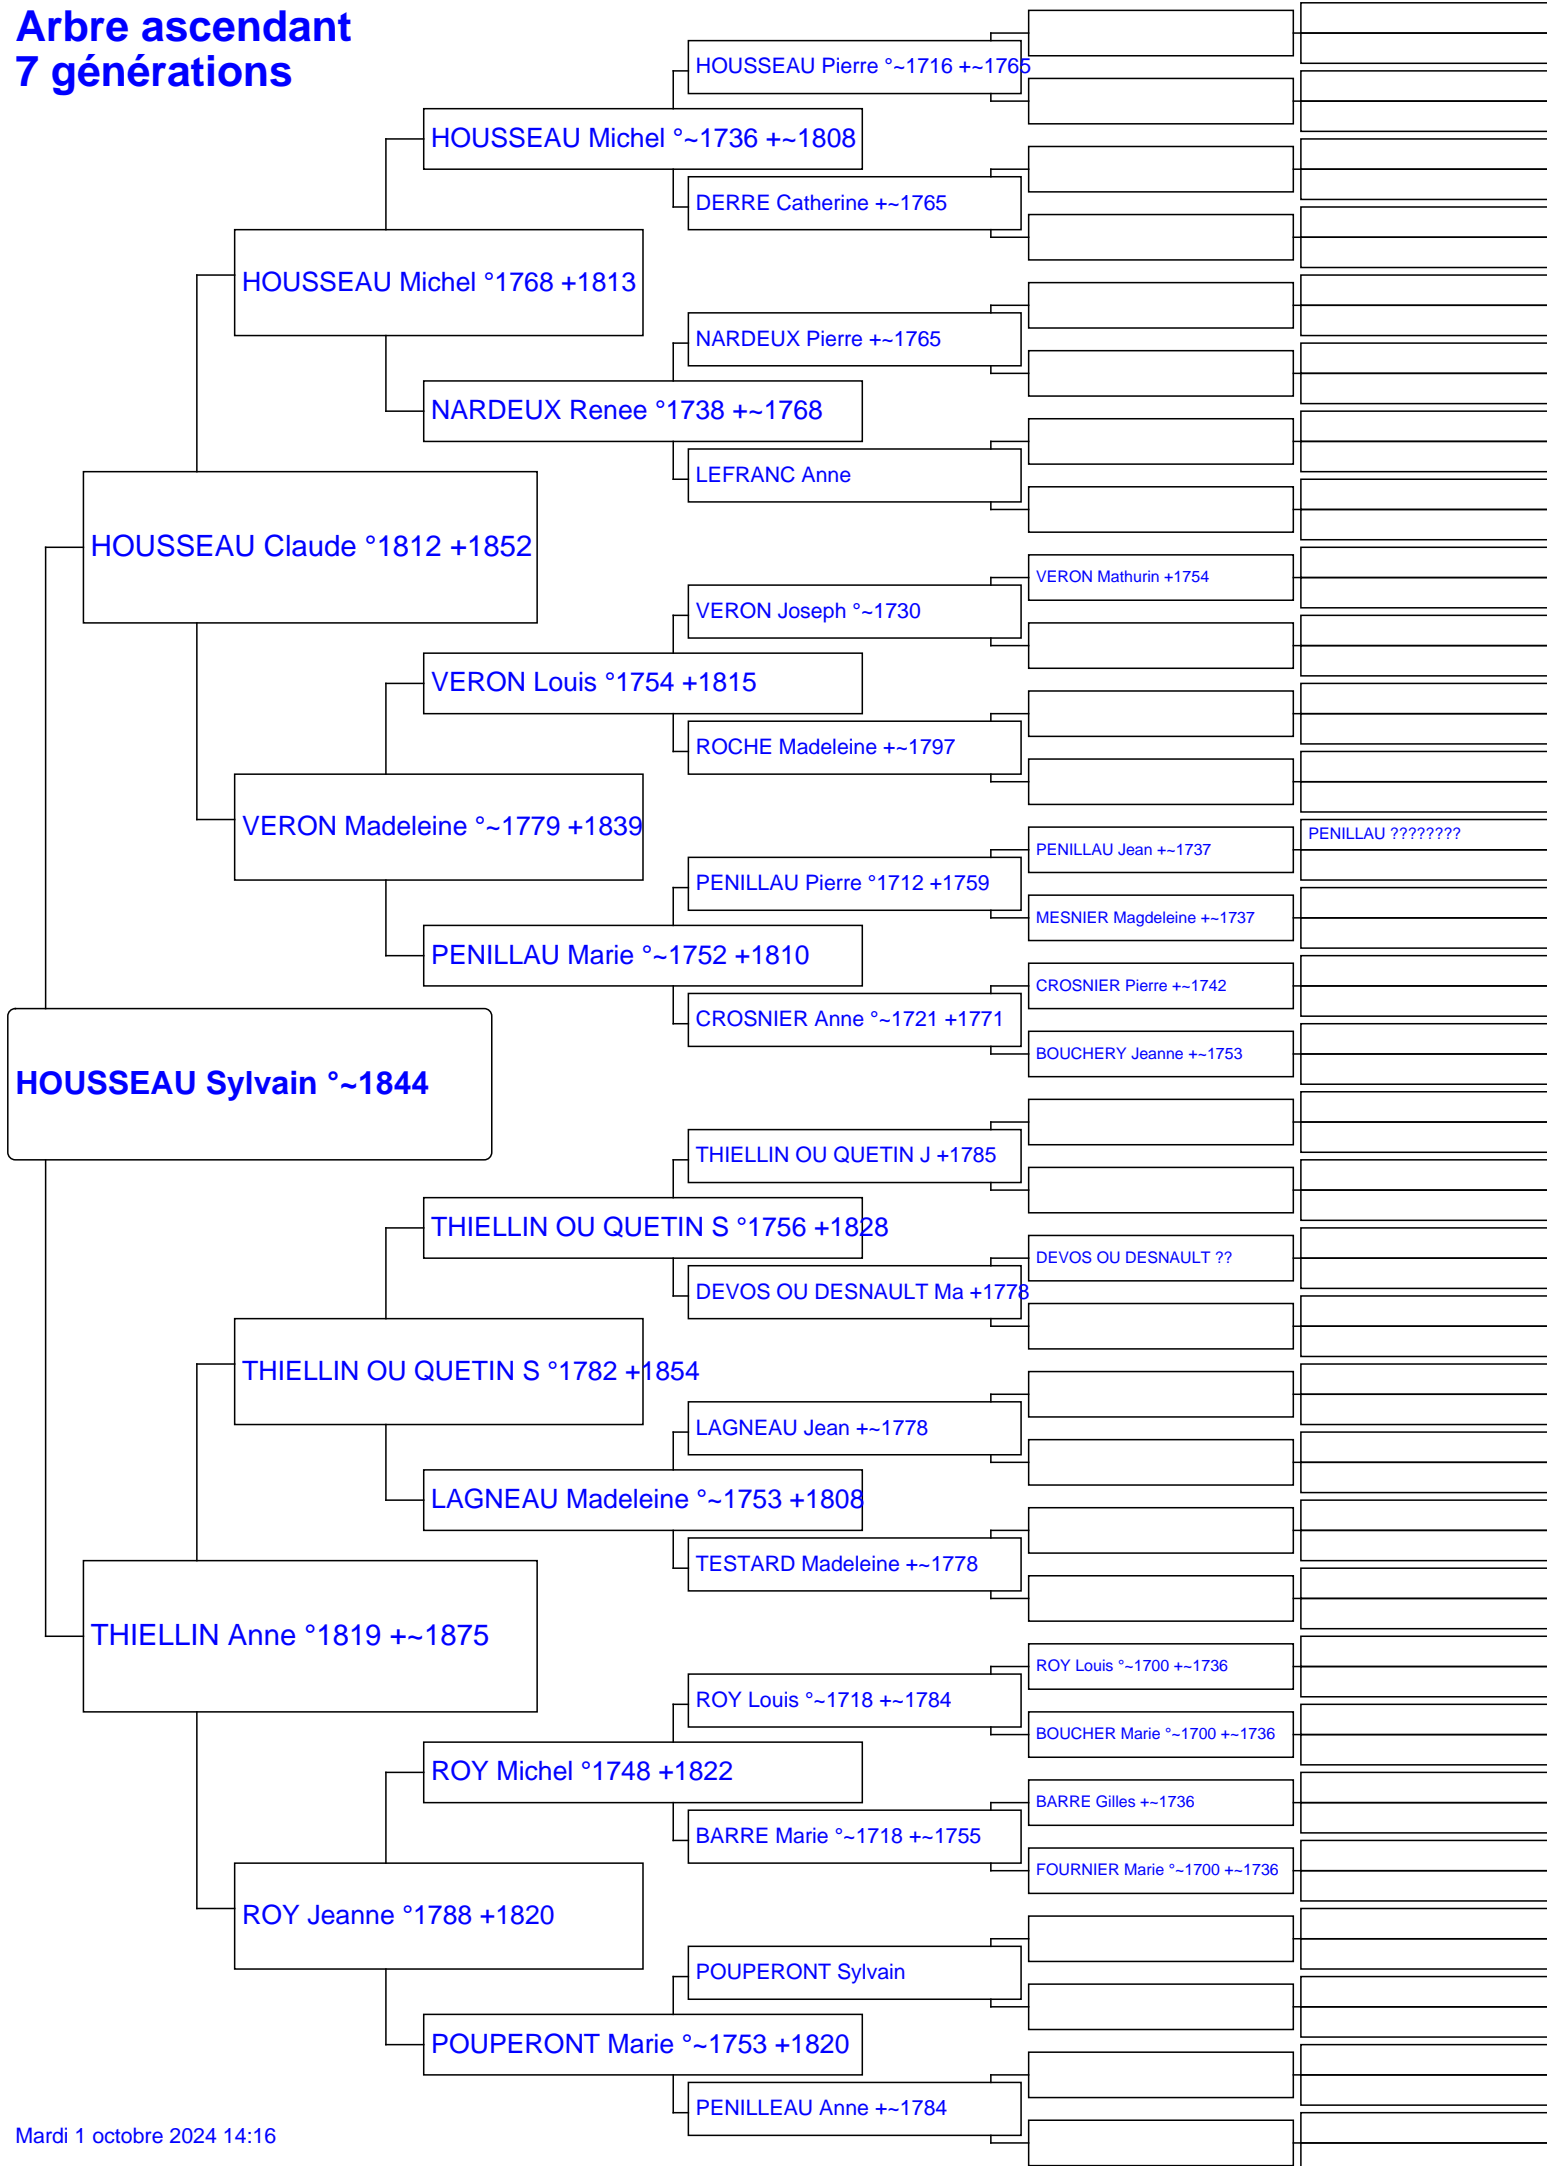 Arbre ascendant
7 générations
HOUSSEAU Pierre °~1716 +~1765
HOUSSEAU Michel °~1736 +~1808
DERRE Catherine +~1765
HOUSSEAU Michel °1768 +1813
NARDEUX Pierre +~1765
NARDEUX Renee °1738 +~1768
LEFRANC Anne
HOUSSEAU Claude °1812 +1852
VERON Mathurin +1754
VERON Joseph °~1730
VERON Louis °1754 +1815
ROCHE Madeleine +~1797
VERON Madeleine °~1779 +1839
PENILLAU ????????
PENILLAU Jean +~1737
PENILLAU Pierre °1712 +1759
MESNIER Magdeleine +~1737
PENILLAU Marie °~1752 +1810
CROSNIER Pierre +~1742
CROSNIER Anne °~1721 +1771
BOUCHERY Jeanne +~1753
HOUSSEAU Sylvain °~1844
THIELLIN OU QUETIN J +1785
THIELLIN OU QUETIN S °1756 +1828
DEVOS OU DESNAULT ??
DEVOS OU DESNAULT Ma +1778
THIELLIN OU QUETIN S °1782 +1854
LAGNEAU Jean +~1778
LAGNEAU Madeleine °~1753 +1808
TESTARD Madeleine +~1778
THIELLIN Anne °1819 +~1875
ROY Louis °~1700 +~1736
ROY Louis °~1718 +~1784
BOUCHER Marie °~1700 +~1736
ROY Michel °1748 +1822
BARRE Gilles +~1736
BARRE Marie °~1718 +~1755
FOURNIER Marie °~1700 +~1736
ROY Jeanne °1788 +1820
POUPERONT Sylvain
POUPERONT Marie °~1753 +1820
PENILLEAU Anne +~1784
Mardi 1 octobre 2024 14:16